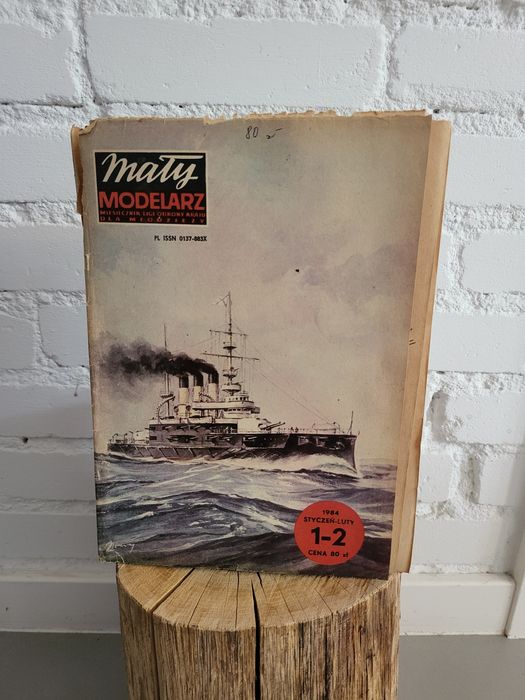 80 zł
mały
MODELARZ
MIESIĘCZNIK LIGI OBRONY KRAJU
DLA MŁODZIEŻY
PL ISSN 0137-883X
1984
STYCZEŃ-LUTY
1-2
CENA 80 zł